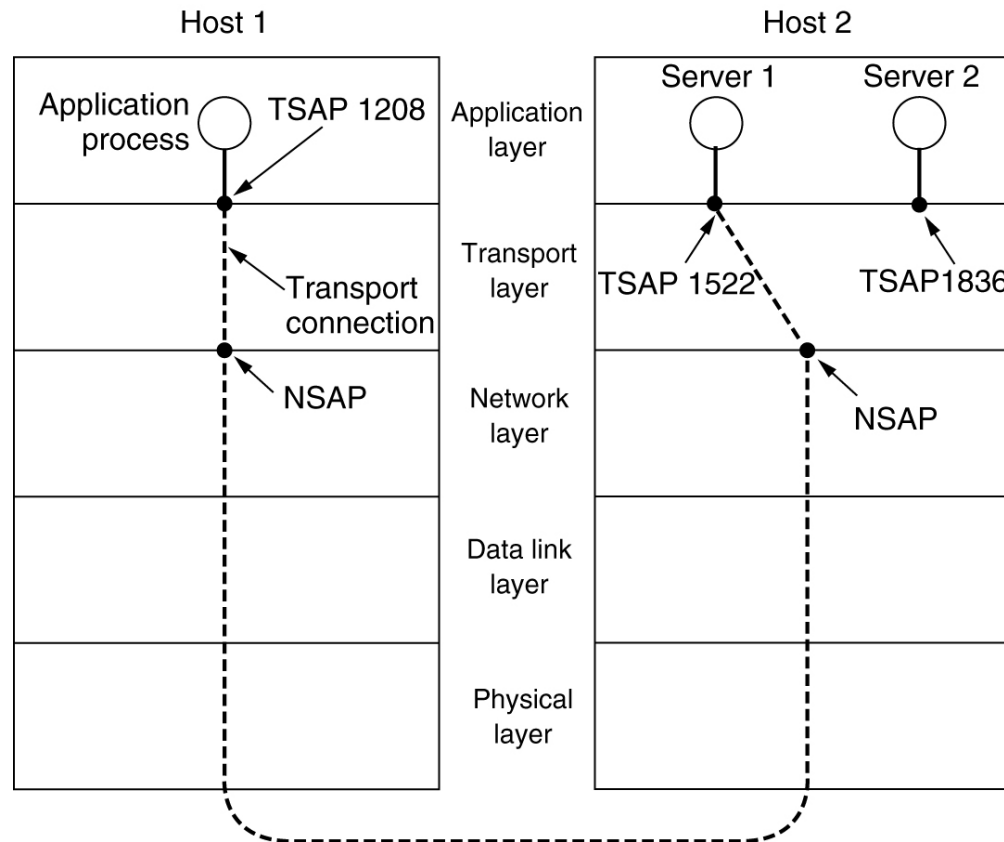 Host 1
Host 2
Application
process
TSAP 1208
Application
layer
Server 1
Server 2
Transport
connection
Transport
layer
TSAP 1522
TSAP1836
NSAP
Network
layer
NSAP
Data link
layer
Physical
layer